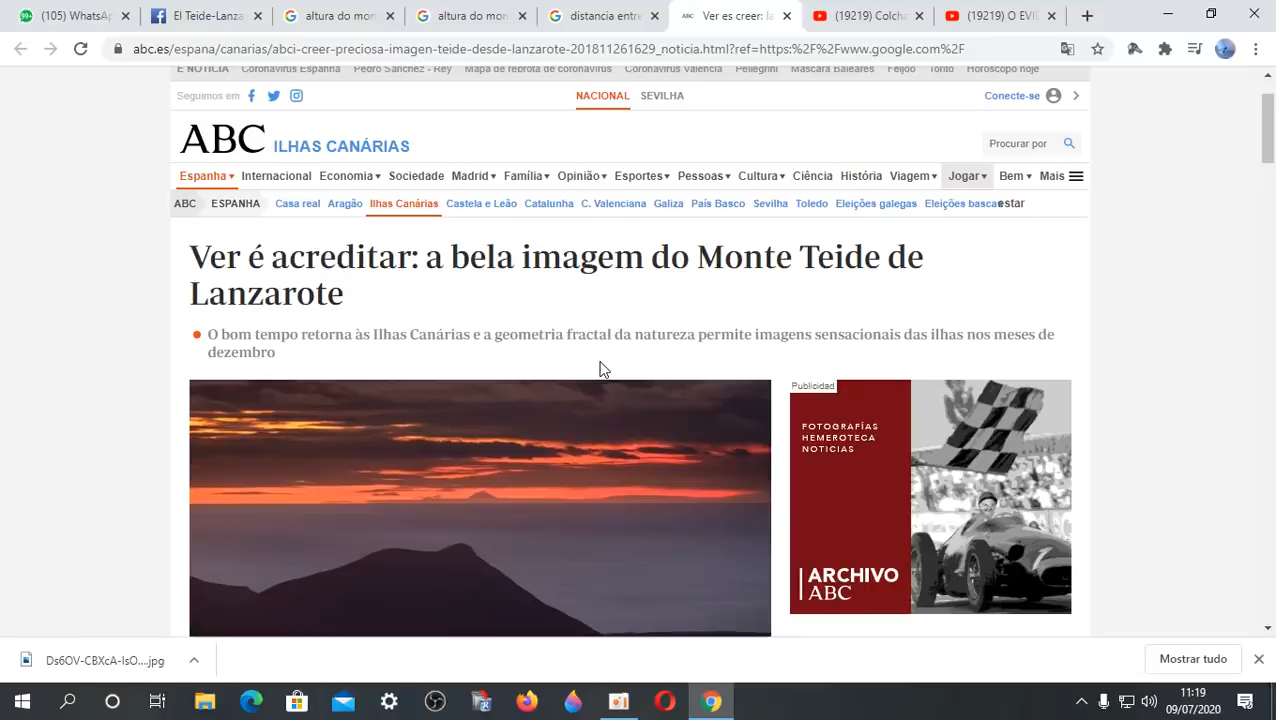 (105) WhatsAp
El Teide-Lanza
altura do mon
altura do mon
distancia entre
Ver es creer: la
(19219) Colcha
(19219) O EVIL
abc.es/espana/canarias/abci-creer-preciosa-imagen-teide-desde-lanzarote-201811261629_noticia.html?ref=https:%2F%2Fwww.google.com%2F
E NOTÍCIA Coronavírus Espanha Pedro Sánchez - Rey Mapa de rebrota de coronavírus Coronavírus Valência Pellegrini Máscara Baleares Feijóo Torito Horóscopo hoje
Seguimos em NACIONAL SEVILHA Conecte-se
ABC ILHAS CANÁRIAS Procurar por
Espanha Internacional Economia Sociedade Madrid Família Opinião Esportes Pessoas Cultura Ciência História Viagem Jogar Bem Mais
ABC ESPANHA Casa real Aragão Ilhas Canárias Castela e Leão Catalunha C. Valenciana Galiza País Basco Sevilha Toledo Eleições galegas Eleições bascas estar
Ver é acreditar: a bela imagem do Monte Teide de
Lanzarote
O bom tempo retorna às Ilhas Canárias e a geometria fractal da natureza permite imagens sensacionais das ilhas nos meses de
dezembro
Publicidad
FOTOGRAFÍAS
HEMEROTECA
NOTICIAS
ARCHIVO
ABC
Ds6OV-CBXcA-IsO....jpg
Mostrar tudo
11:19
09/07/2020